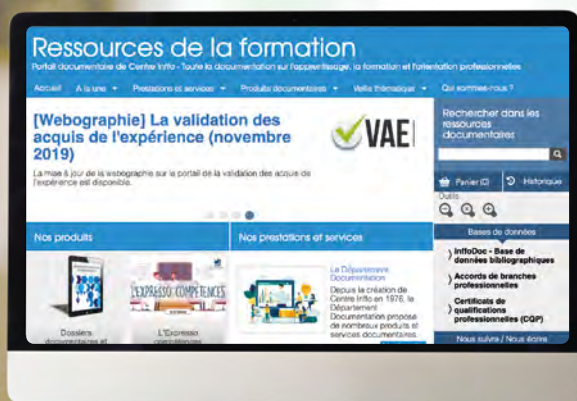 Ressources de la formation
Portail documentaire de Centre Inffo - Toute la documentation sur l'apprentissage, la formation et l'orientation professionnelles
Accueil A la une Prestations et services Produits documentaires Veille thématique Qui sommes-nous ?
[Webographie] La validation des
acquis de l'expérience (novembre
2019)
La mise à jour de la webographie sur le portail de la validation des acquis de
l'expérience est disponible.
VAE
Rechercher dans les
ressources
documentaires
Panier (0) Historique
Outils
Bases de données
InffoDoc - Base de
données bibliographiques
Accords de branches
professionnelles
Certificats de
qualifications
professionnelles (CQP)
Nous suivre / Nous écrire
Nos produits
Dossiers
documentaires et
L'EXPRESSO COMPÉTENCES
L'Expresso
compétences
Nos prestations et services
Le Département
Documentation
Depuis la création de
Centre Inffo en 1976, le
Département
Documentation propose
de nombreux produits et
services documentaires.